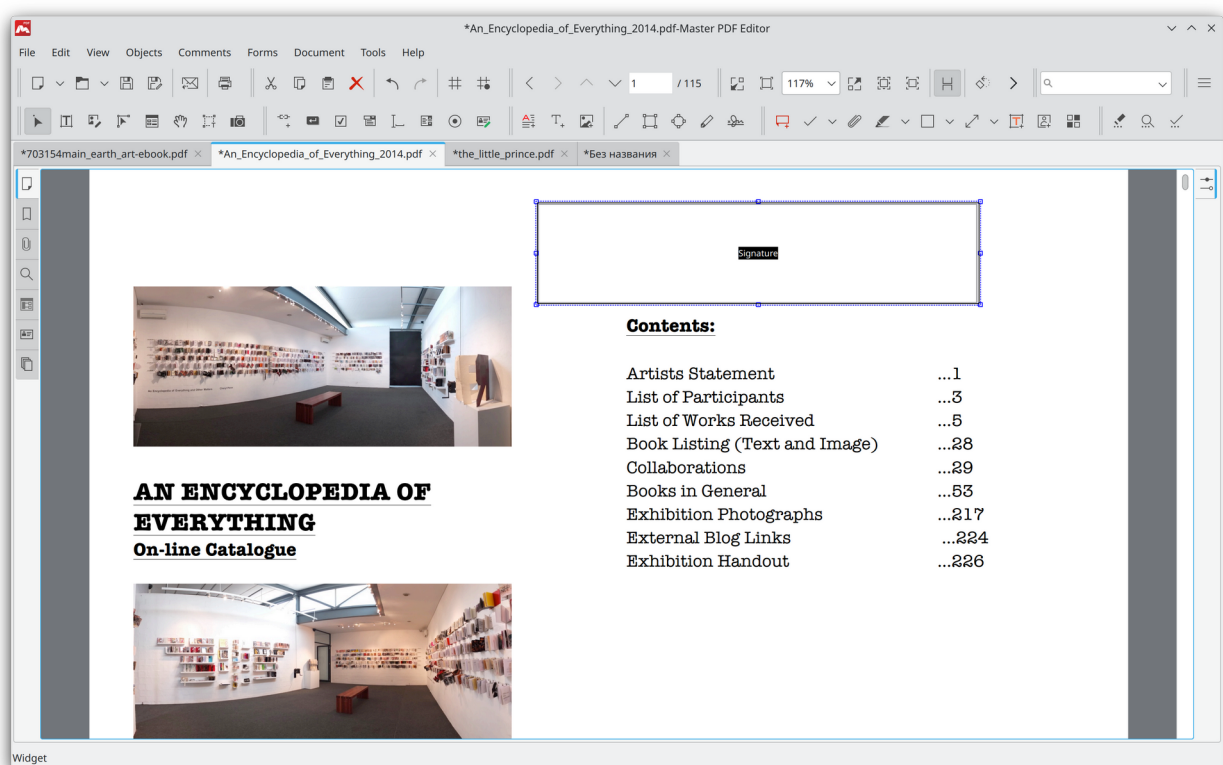 *An_Encyclopedia_of_Everything_2014.pdf-Master PDF Editor
File Edit View Objects Comments Forms Document Tools Help
1 / 115 117%
*703154main_earth_art-ebook.pdf *An_Encyclopedia_of_Everything_2014.pdf *the_little_prince.pdf *Без названия
Signature
AN ENCYCLOPEDIA OF
EVERYTHING
On-line Catalogue
Contents:
Artists Statement ...1
List of Participants ...3
List of Works Received ...5
Book Listing (Text and Image) ...28
Collaborations ...29
Books in General ...53
Exhibition Photographs ...217
External Blog Links ...224
Exhibition Handout ...226
Widget